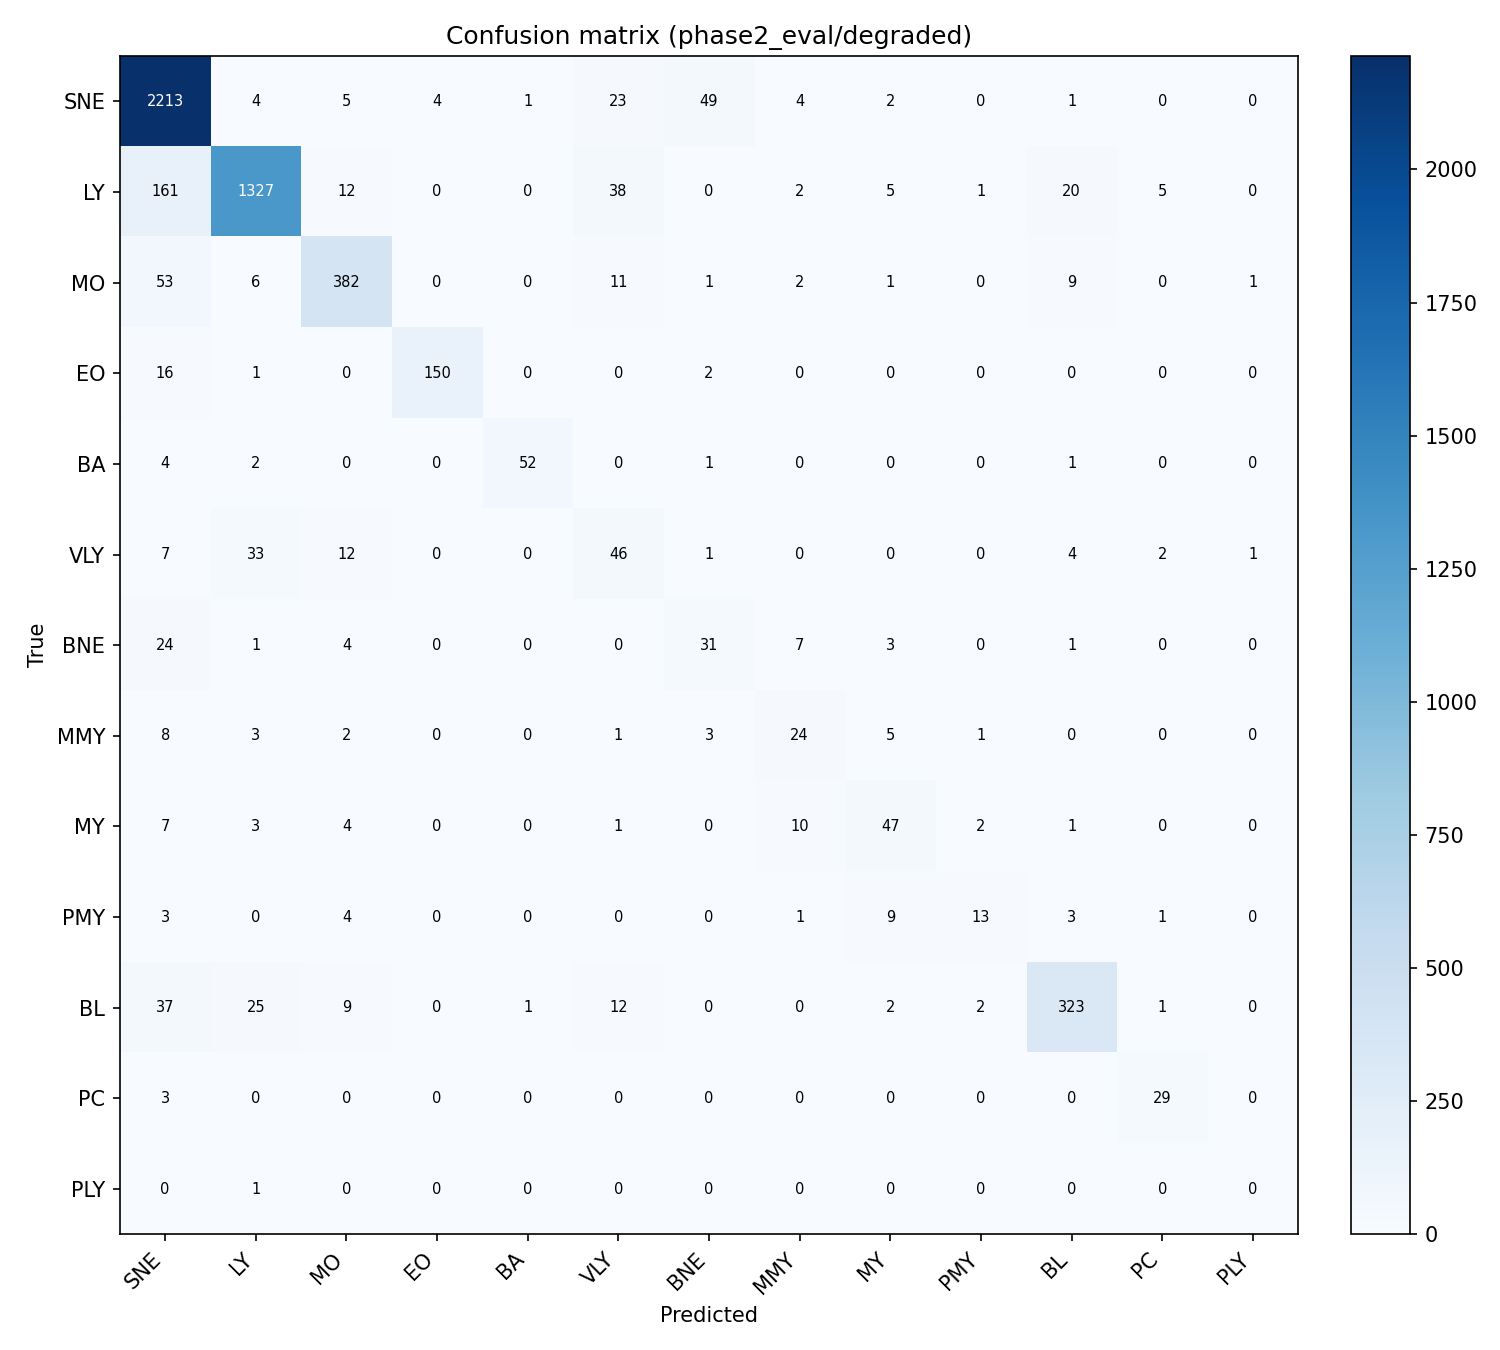 Confusion matrix (phase2_eval/degraded)
SNE 2213 4 5 4 1 23 49 4 2 0 1 0 0
LY 161 1327 12 0 0 38 0 2 5 1 20 5 0
MO 53 6 382 0 0 11 1 2 1 0 9 0 1
EO 16 1 0 150 0 0 2 0 0 0 0 0 0
BA 4 2 0 0 52 0 1 0 0 0 1 0 0
VLY 7 33 12 0 0 46 1 0 0 0 4 2 1
BNE 24 1 4 0 0 0 31 7 3 0 1 0 0
MMY 8 3 2 0 0 1 3 24 5 1 0 0 0
MY 7 3 4 0 0 1 0 10 47 2 1 0 0
PMY 3 0 4 0 0 0 0 1 9 13 3 1 0
BL 37 25 9 0 1 12 0 0 2 2 323 1 0
PC 3 0 0 0 0 0 0 0 0 0 0 29 0
PLY 0 1 0 0 0 0 0 0 0 0 0 0 0
SNE LY MO EO BA VLY BNE MMY MY PMY BL PC PLY
Predicted
True
2000
1750
1500
1250
1000
750
500
250
0